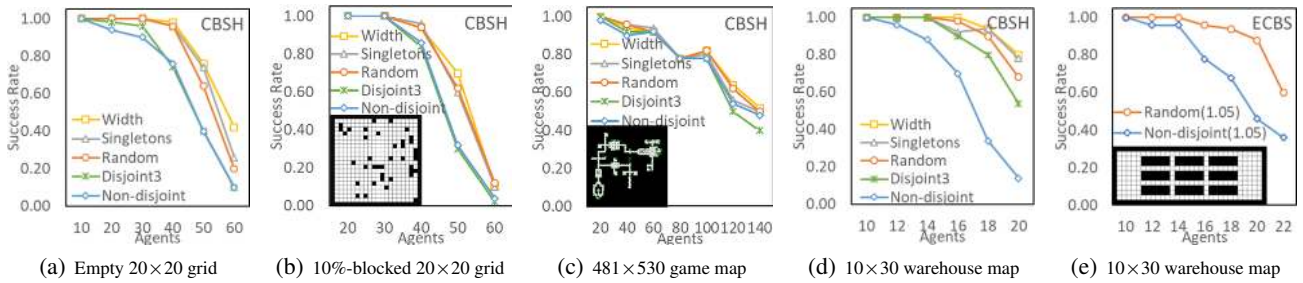 CBSH
1.00
0.80
0.60
0.40
0.20
0.00
Success Rate
Width
Singletons
Random
Disjoint3
Non-disjoint
10 20 30 40 50 60
Agents
(a) Empty 20×20 grid
CBSH
1.00
0.80
0.60
0.40
0.20
0.00
Success Rate
Width
Singletons
Random
Disjoint3
Non-disjoint
20 30 40 50 60
Agents
(b) 10%-blocked 20×20 grid
CBSH
1.00
0.80
0.60
0.40
0.20
0.00
Success Rate
Width
Singletons
Random
Disjoint3
Non-disjoint
20 40 60 80 100 120 140
Agents
(c) 481×530 game map
CBSH
1.00
0.80
0.60
0.40
0.20
0.00
Success Rate
Width
Singletons
Random
Disjoint3
Non-disjoint
10 12 14 16 18 20
Agents
(d) 10×30 warehouse map
ECBS
1.00
0.80
0.60
0.40
0.20
0.00
Success Rate
Random(1.05)
Non-disjoint(1.05)
10 12 14 16 18 20 22
Agents
(e) 10×30 warehouse map